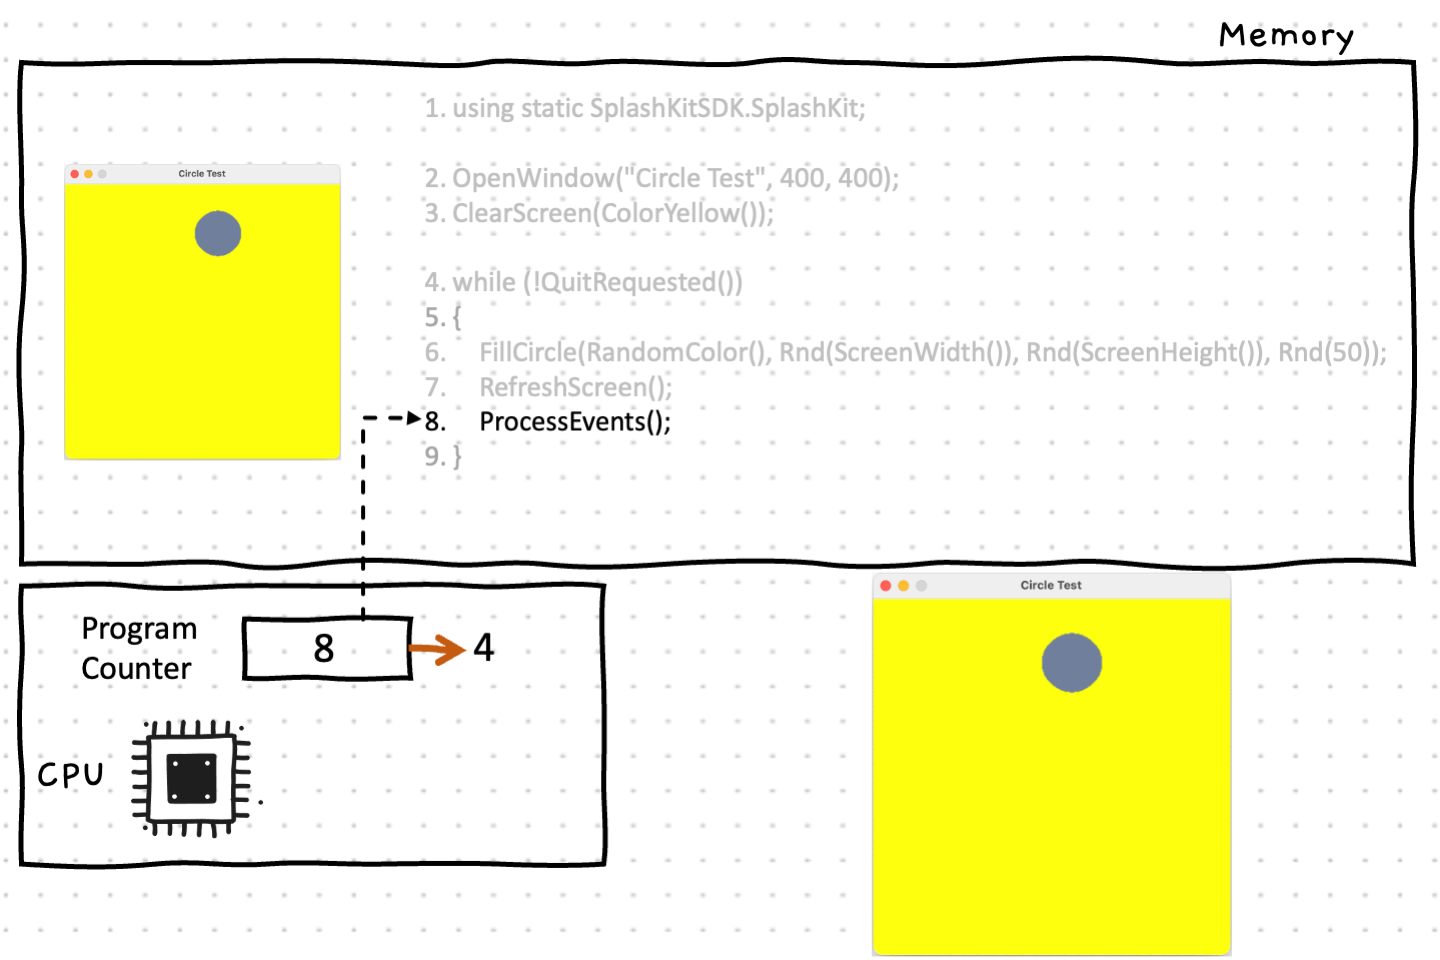 Memory
1. using static SplashKitSDK.SplashKit;
Circle Test
2. OpenWindow("Circle Test", 400, 400);
3. ClearScreen(ColorYellow());
4. while (!QuitRequested())
5. {
6. FillCircle(RandomColor(), Rnd(ScreenWidth()), Rnd(ScreenHeight()), Rnd(50));
7. RefreshScreen();
8. ProcessEvents();
9. }
Circle Test
Program
Counter
8
4
CPU